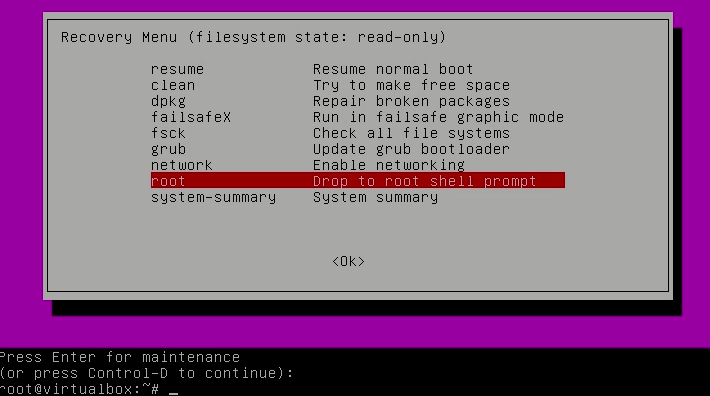 Recovery Menu (filesystem state: read-only)
resume Resume normal boot
clean Try to make free space
dpkg Repair broken packages
failsafeX Run in failsafe graphic mode
fsck Check all file systems
grub Update grub bootloader
network Enable networking
root Drop to root shell prompt
system-summary System summary
<Ok>
Press Enter for maintenance
(or press Control-D to continue):
root@virtualbox:~# _